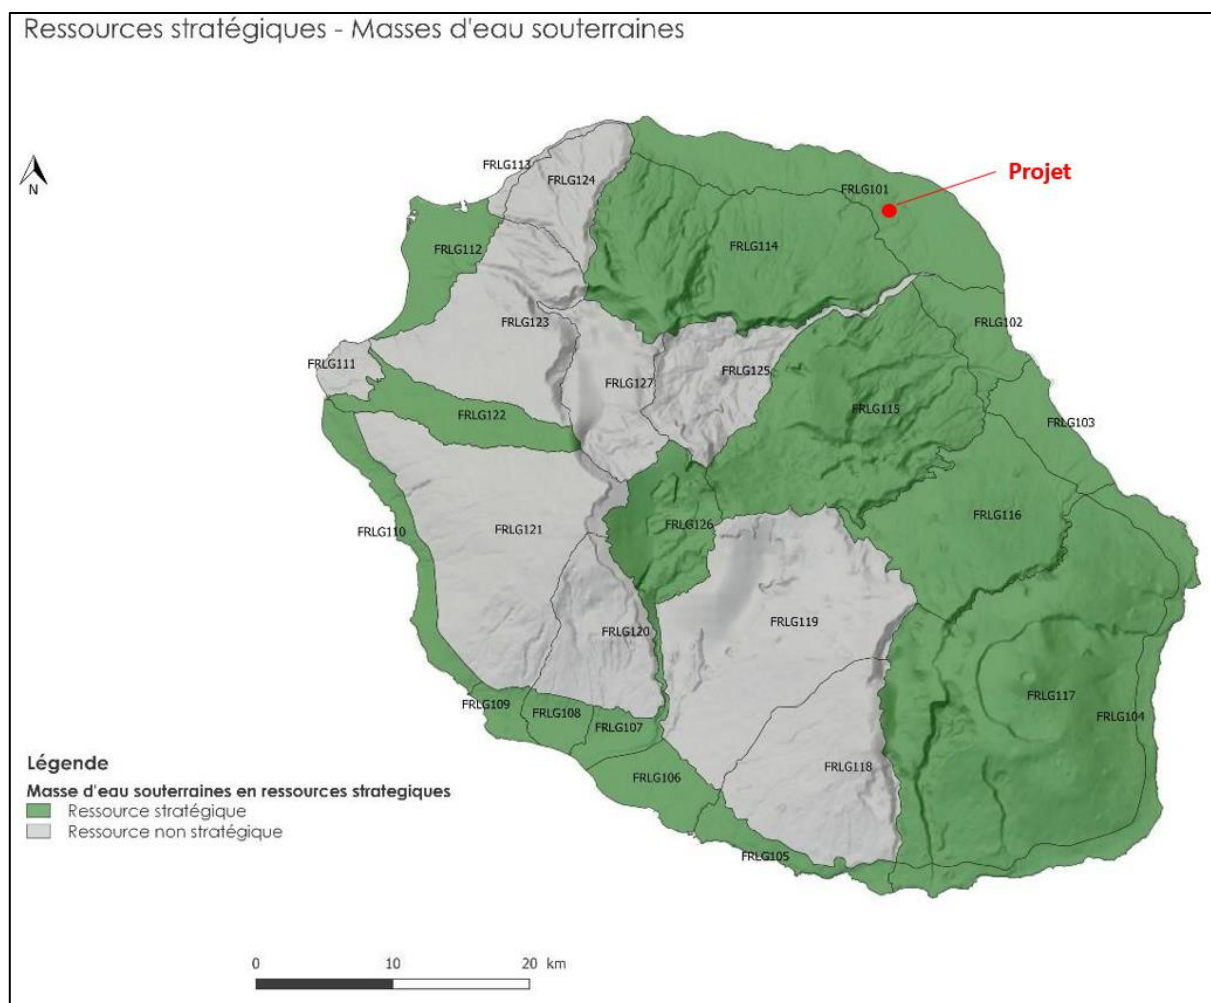 Ressources stratégiques - Masses d'eau souterraines
N
FRLG113
FRLG124
FRLG101
Projet
FRLG112
FRLG114
FRLG123
FRLG102
FRLG111
FRLG127
FRLG125
FRLG122
FRLG115
FRLG103
FRLG110
FRLG121
FRLG126
FRLG116
FRLG120
FRLG119
FRLG109
FRLG108
FRLG107
FRLG117
FRLG104
FRLG106
FRLG118
FRLG105
Légende
Masse d'eau souterraines en ressources strategiques
Ressource stratégique
Ressource non stratégique
0 10 20 km